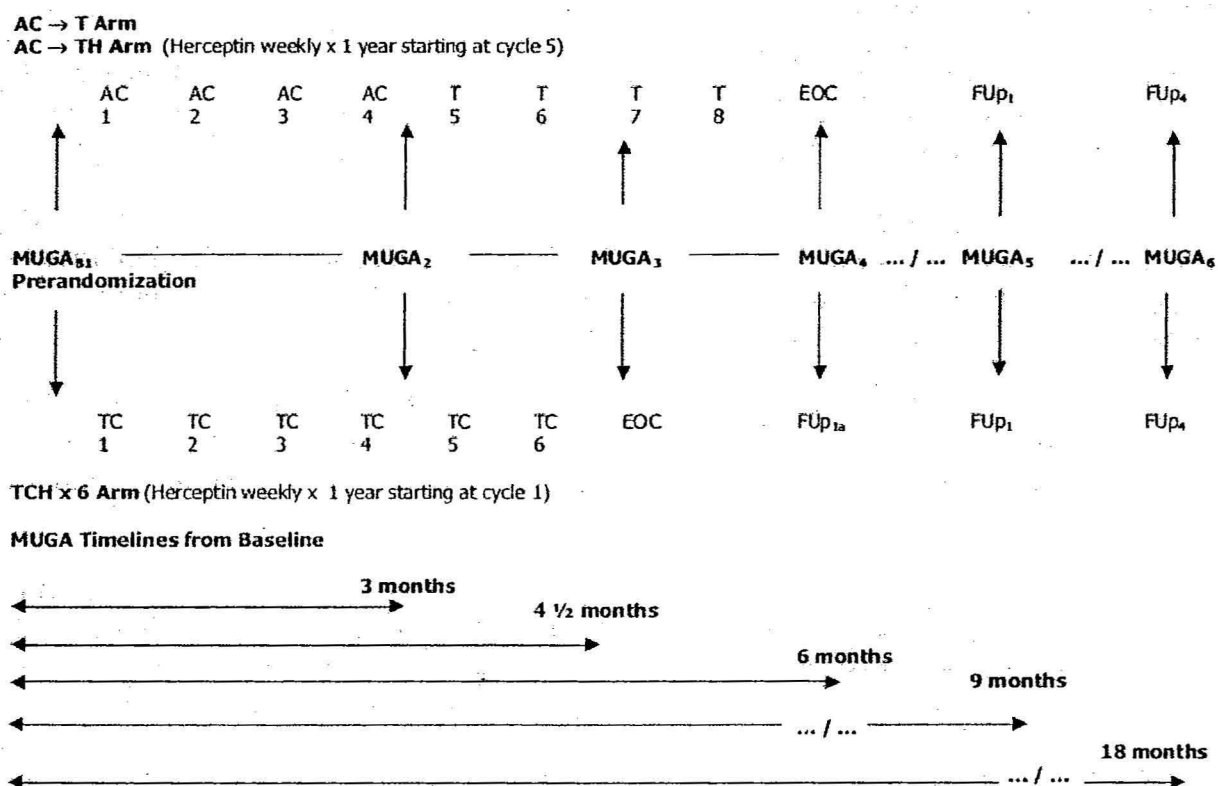 AC → T Arm
AC → TH Arm (Herceptin weekly x 1 year starting at cycle 5)
AC AC AC AC T T T T EOC FUp₁ FUp₄
1 2 3 4 5 6 7 8
MUGA_B1 MUGA₂ MUGA₃ MUGA₄ ... / ... MUGA₅ ... / ... MUGA₆
Prerandomization
TC TC TC TC TC TC EOC FUp₁ₐ FUp₁ FUp₄
1 2 3 4 5 6
TCH x 6 Arm (Herceptin weekly x 1 year starting at cycle 1)
MUGA Timelines from Baseline
3 months
4 ½ months
6 months
9 months
... / ...
18 months
... / ...